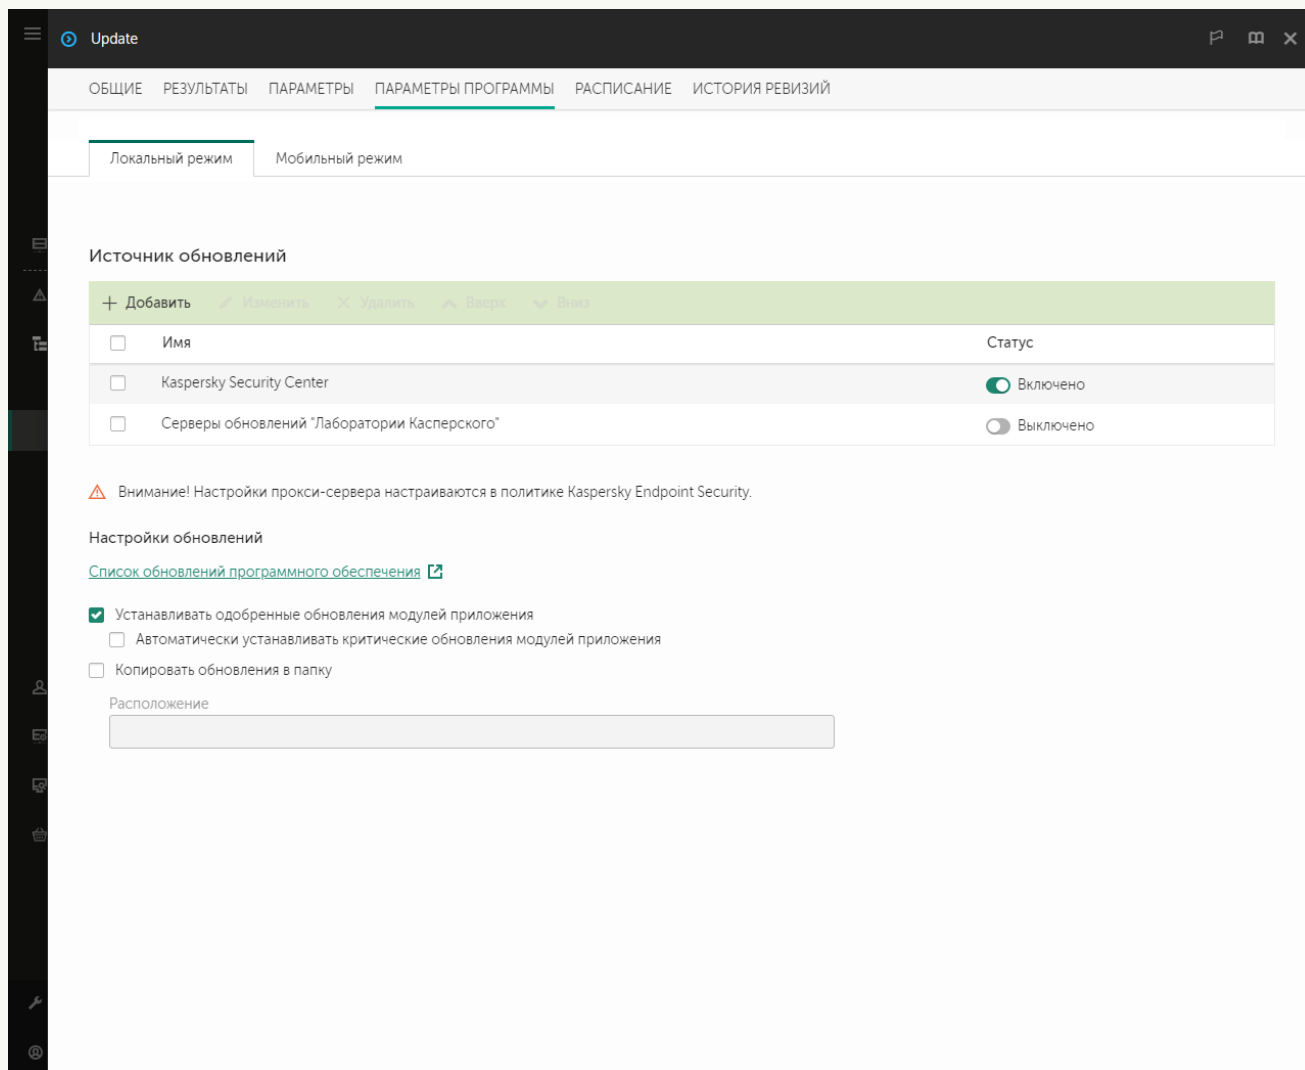 Update
ОБЩИЕ РЕЗУЛЬТАТЫ ПАРАМЕТРЫ ПАРАМЕТРЫ ПРОГРАММЫ РАСПИСАНИЕ ИСТОРИЯ РЕВИЗИЙ
Локальный режим Мобильный режим
Источник обновлений
Добавить Изменить Удалить Вверх Вниз
Имя Статус
Kaspersky Security Center Включено
Серверы обновлений "Лаборатории Касперского" Выключено
Внимание! Настройки прокси-сервера настраиваются в политике Kaspersky Endpoint Security.
Настройки обновлений
Список обновлений программного обеспечения
Устанавливать одобренные обновления модулей приложения
Автоматически устанавливать критические обновления модулей приложения
Копировать обновления в папку
Расположение